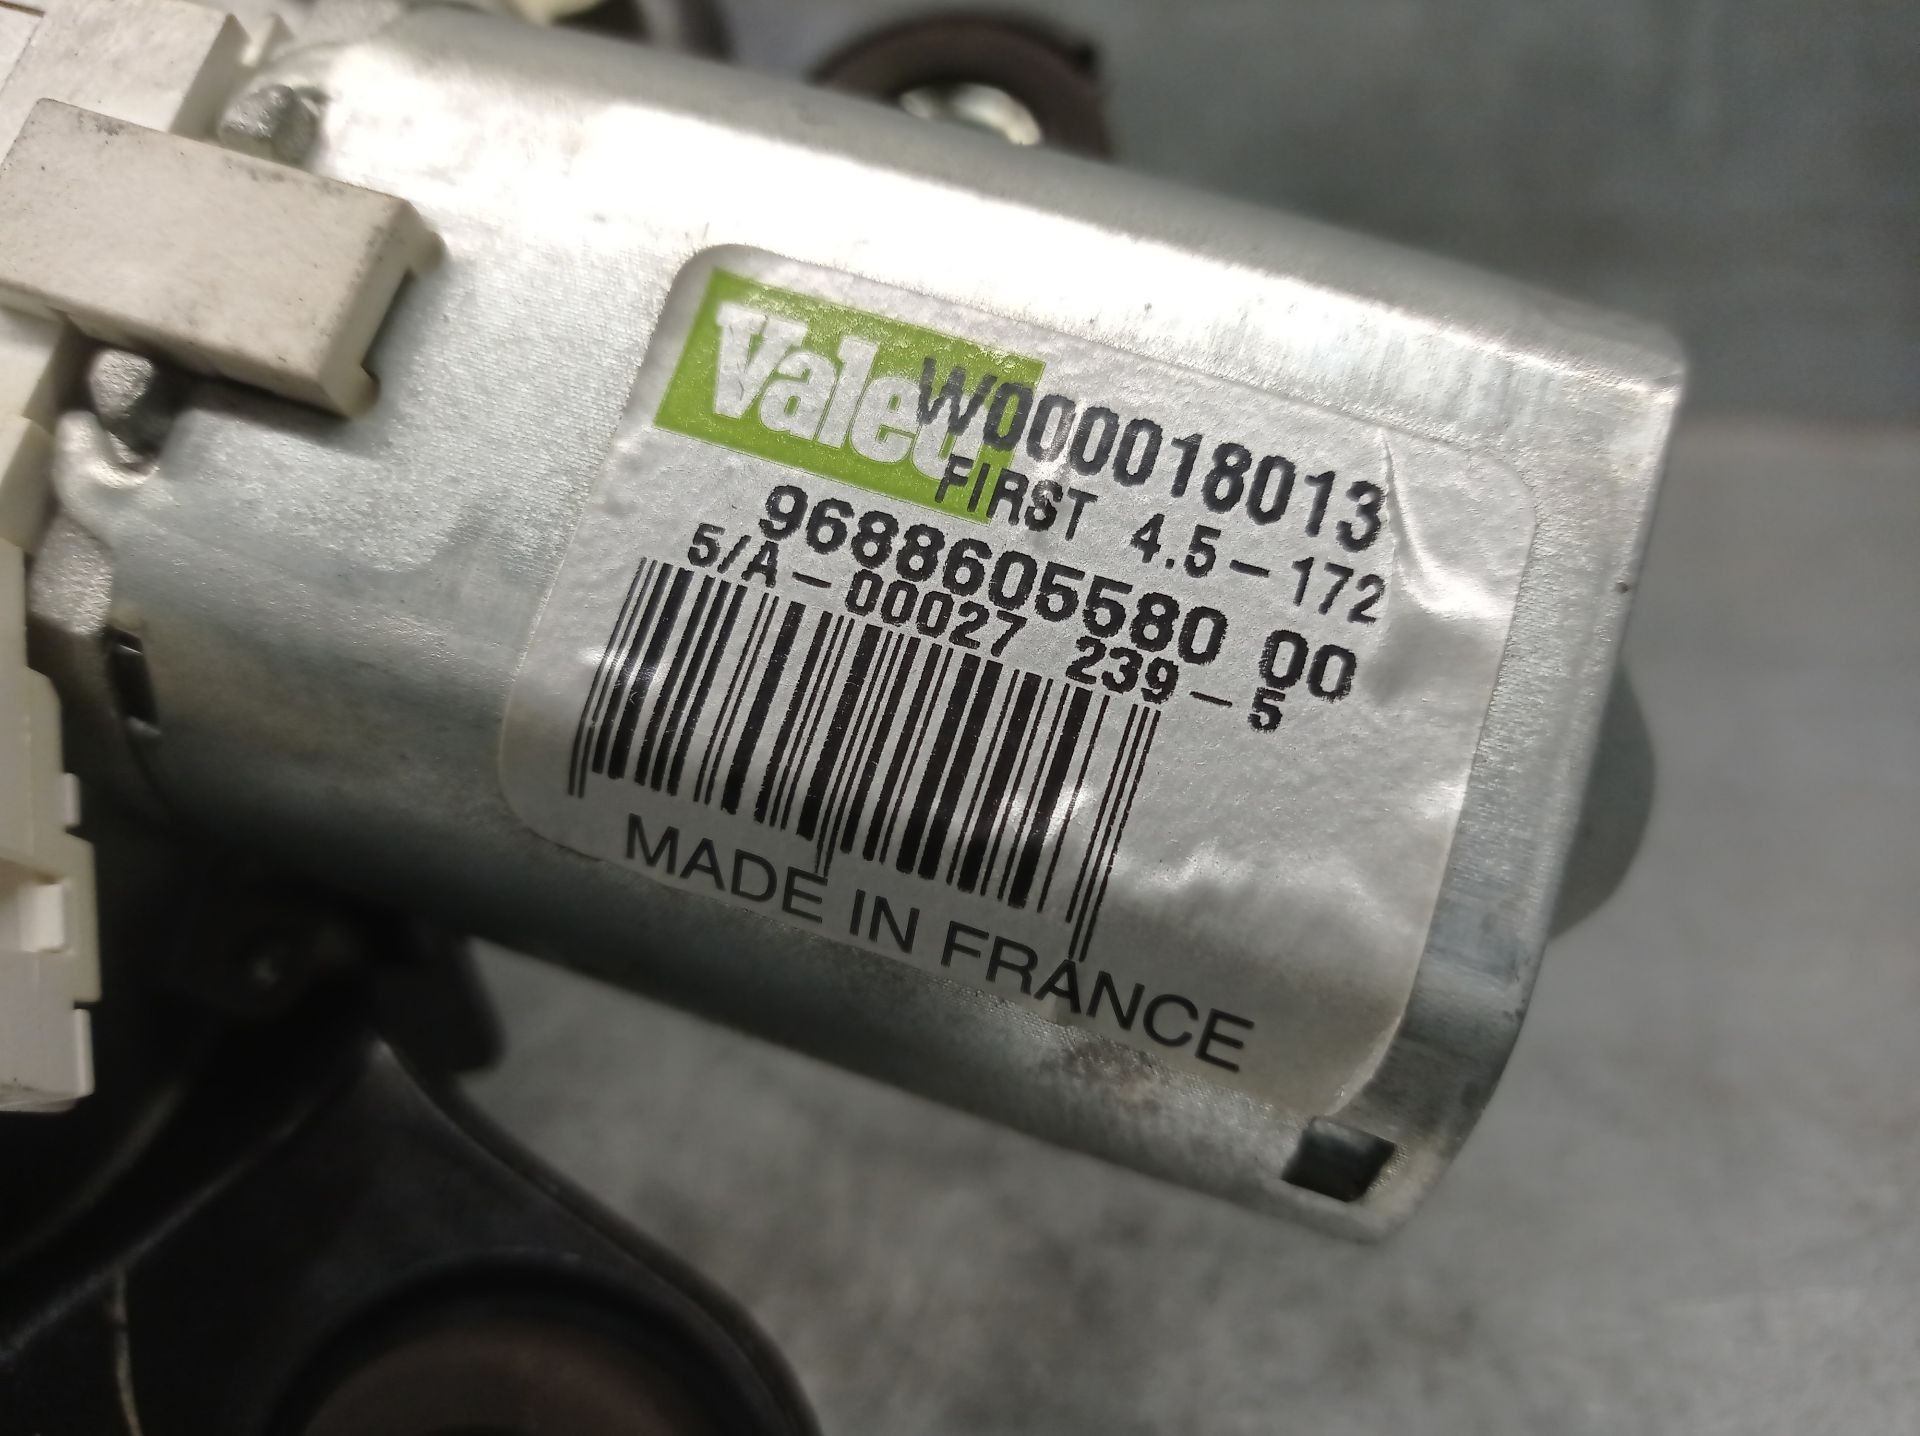 Valeo
W000018013
FIRST 4.5-172
9688605580 00
5/A-00027 239-5
MADE IN FRANCE